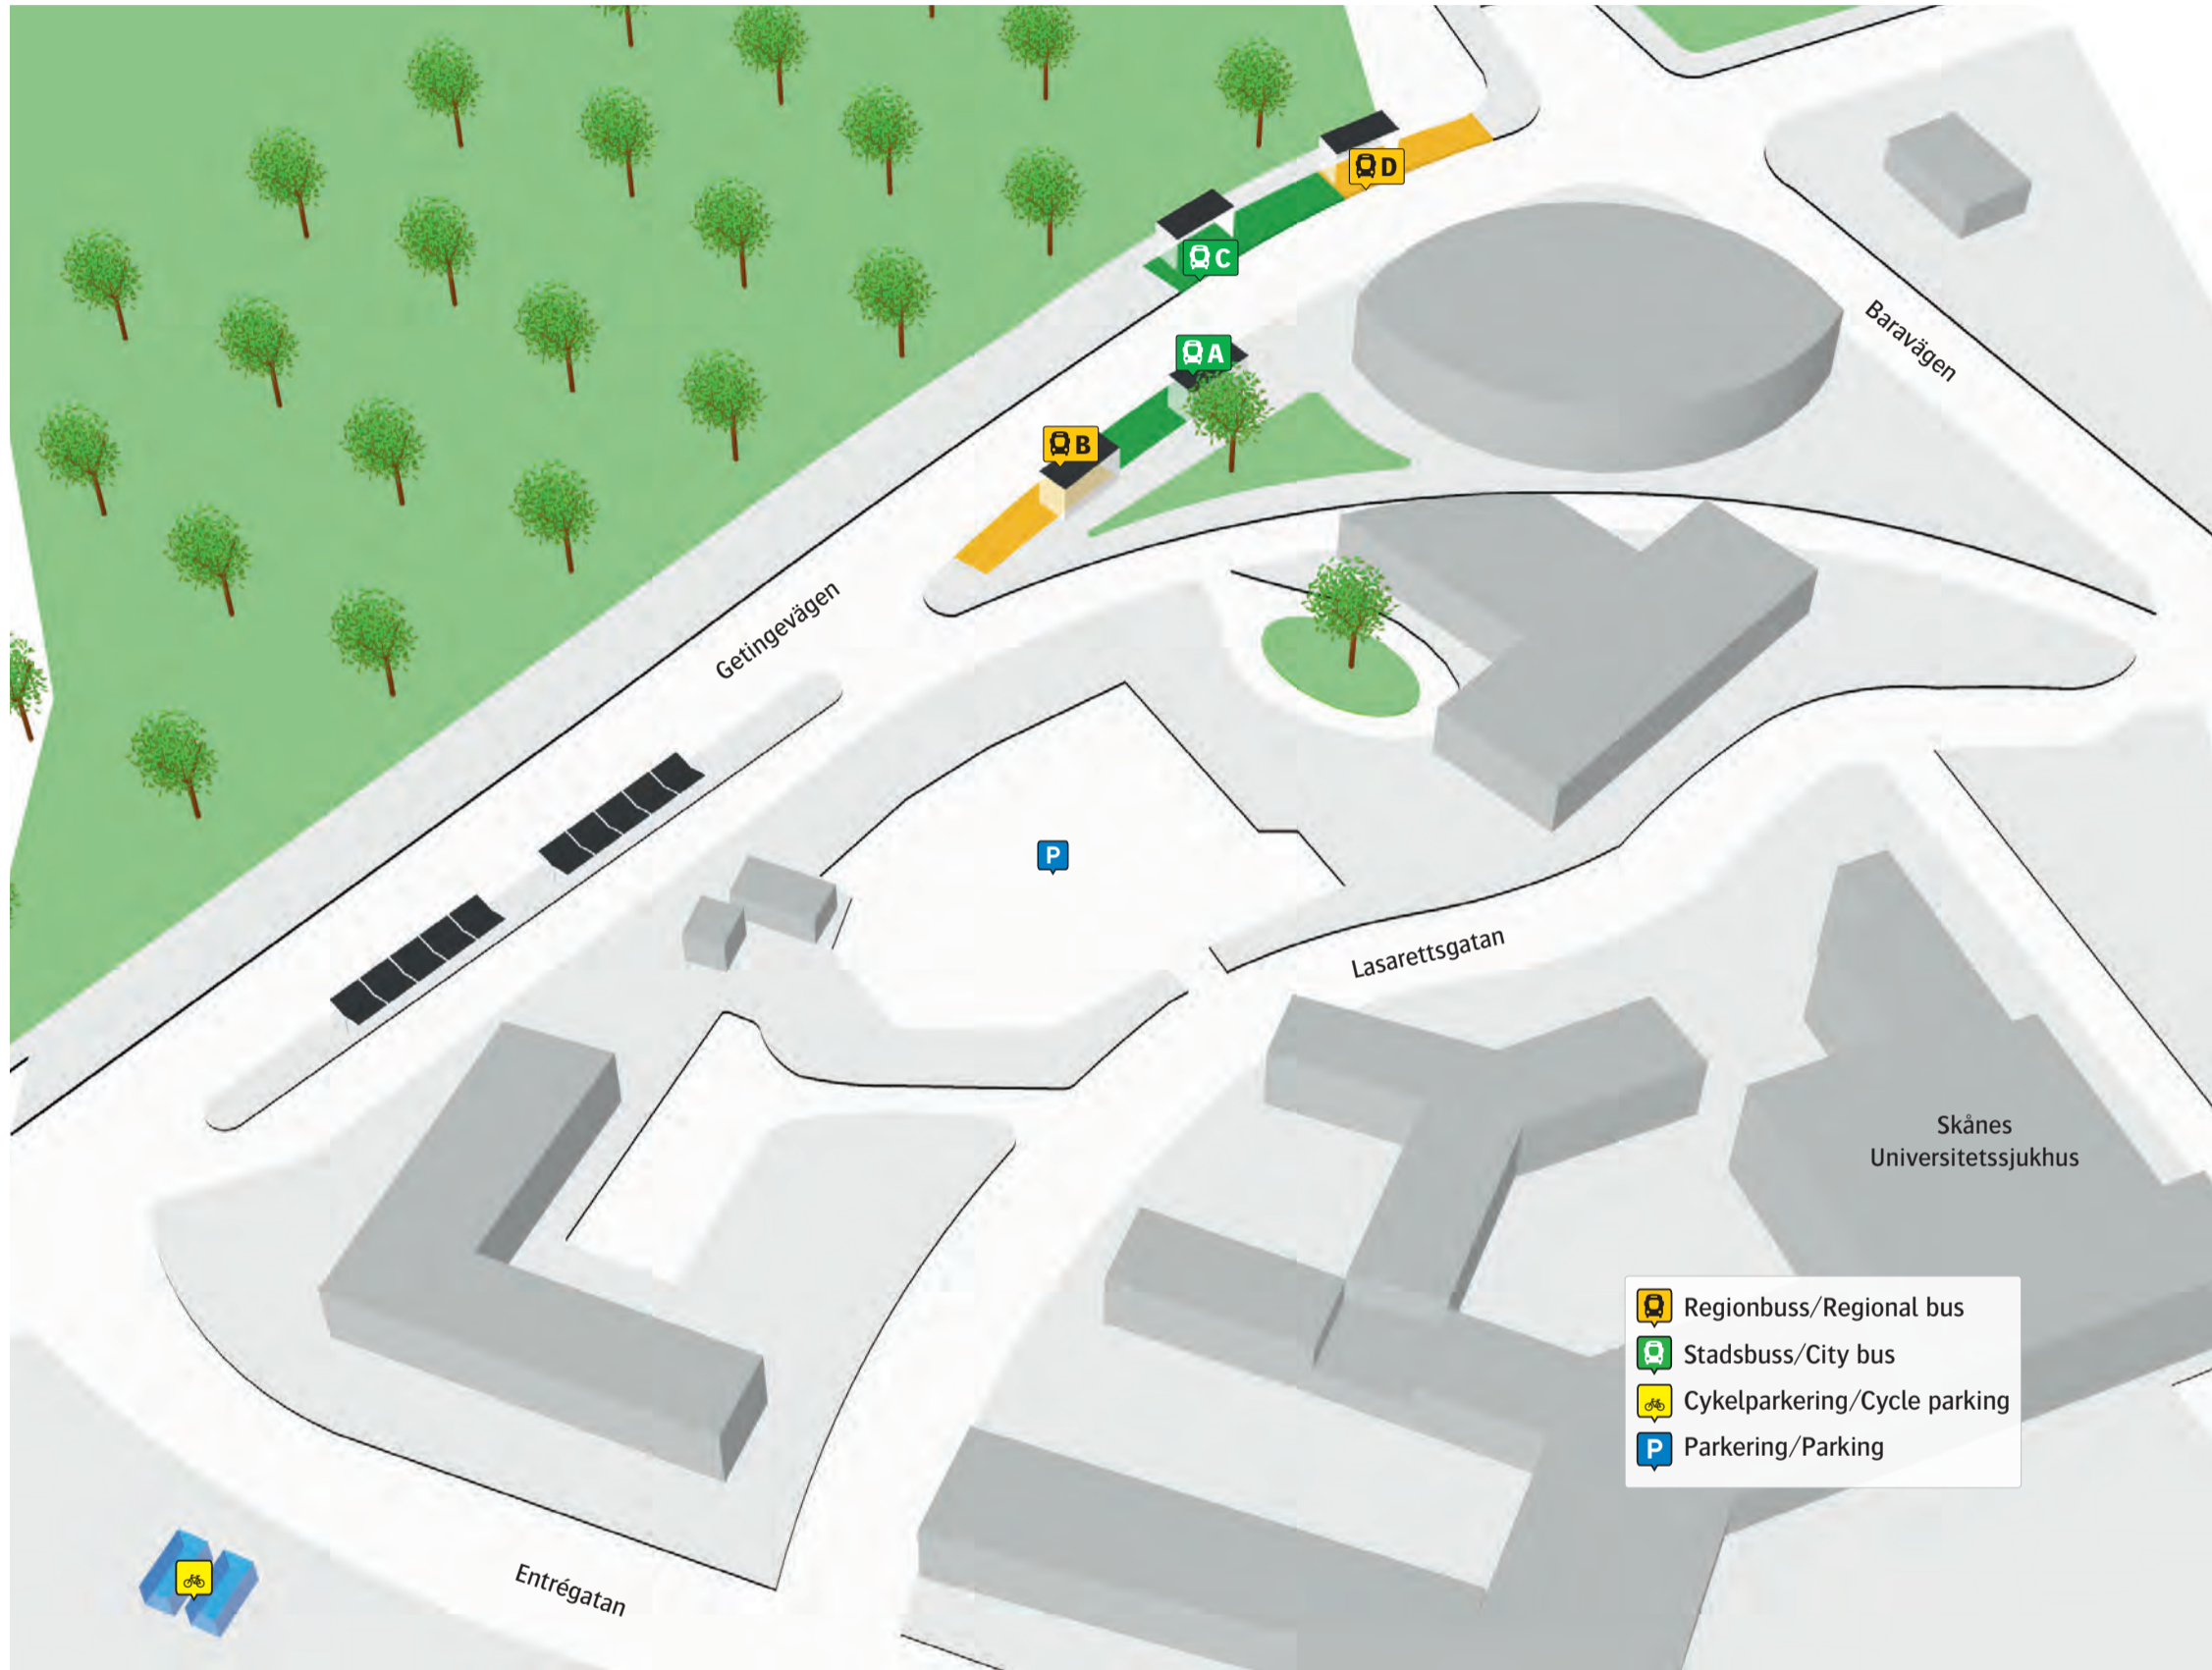 D
C
A
B
Baravägen
Getingevägen
P
Lasarettsgatan
Skånes
Universitetssjukhus
Regionbuss/Regional bus
Stadsbuss/City bus
Cykelparkering/Cycle parking
P Parkering/Parking
Entrégatan